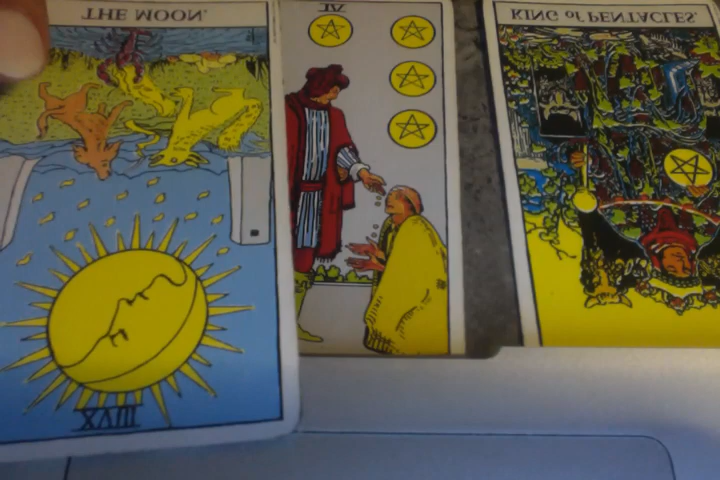 THE MOON.
XVIII
VI
KING of PENTACLES.